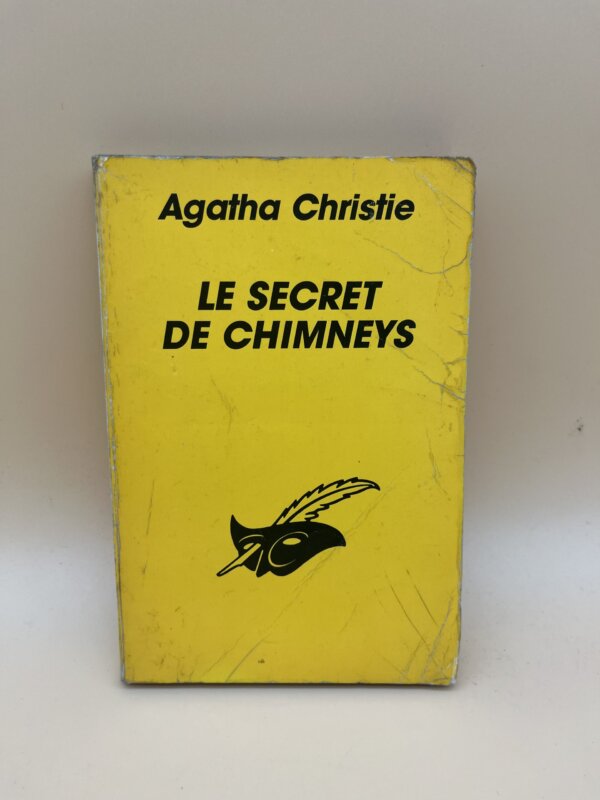 Agatha Christie
LE SECRET
DE CHIMNEYS